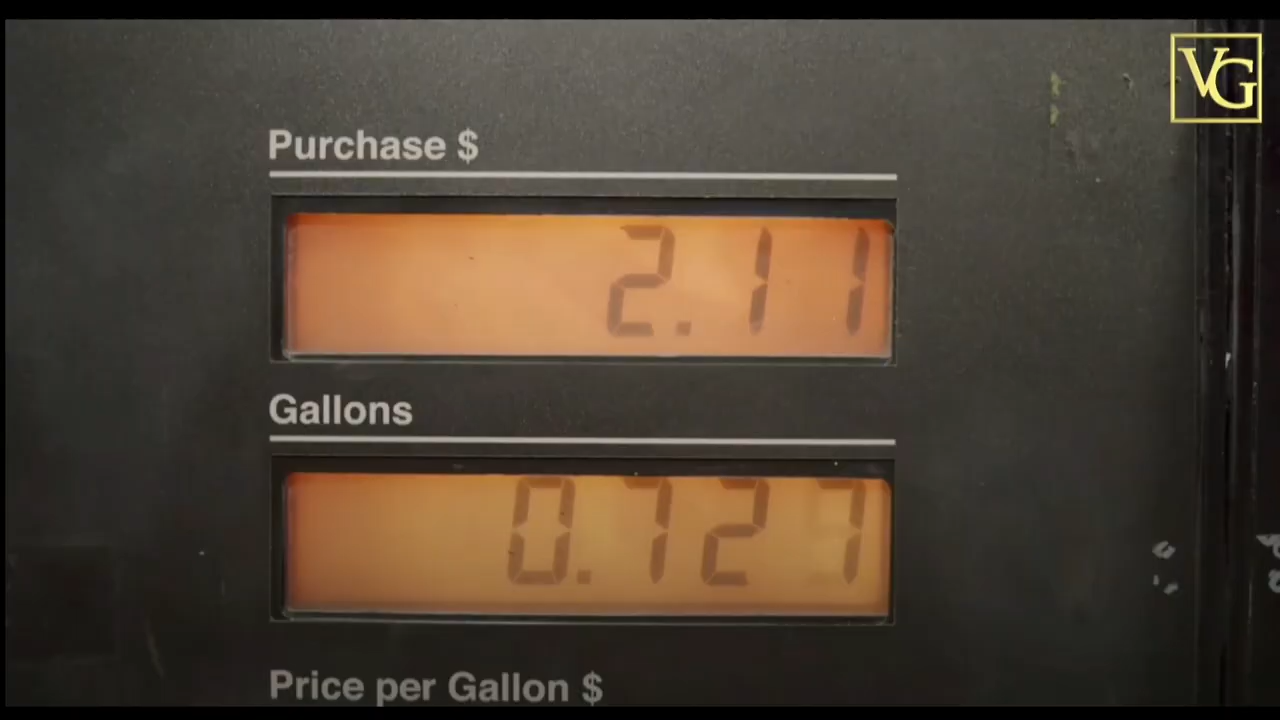 VG
Purchase $
2.11
Gallons
0.727
Price per Gallon $